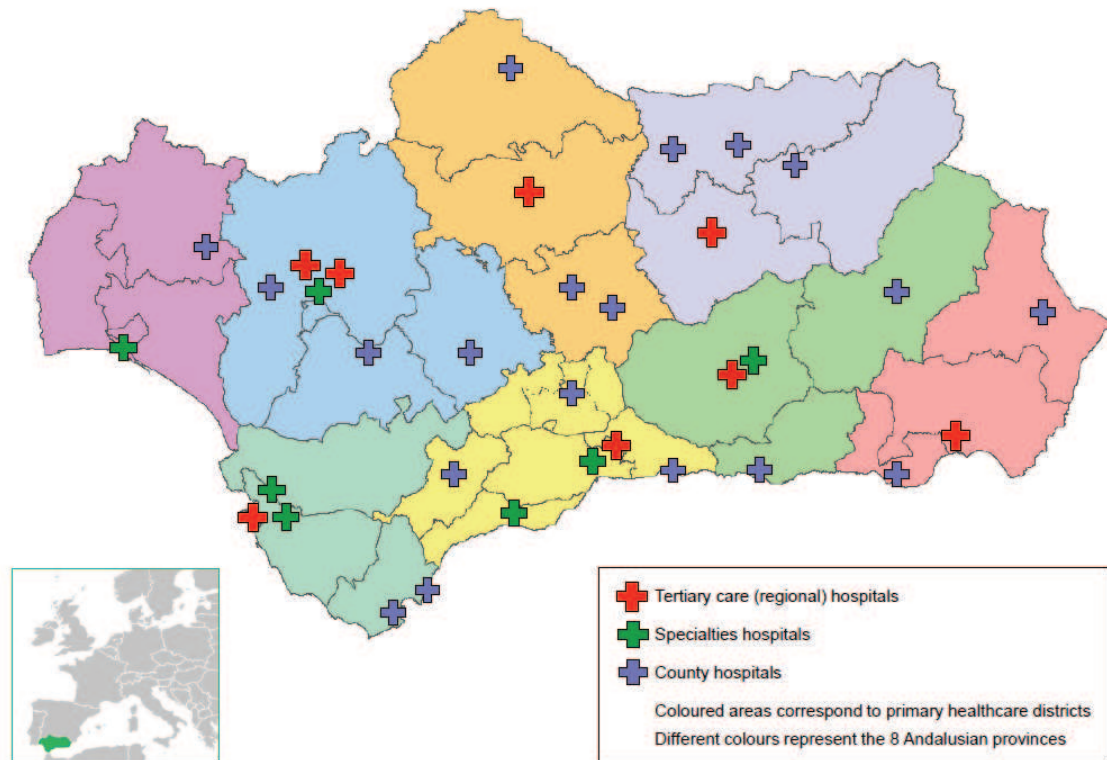 Tertiary care (regional) hospitals
Specialties hospitals
County hospitals
Coloured areas correspond to primary healthcare districts
Different colours represent the 8 Andalusian provinces